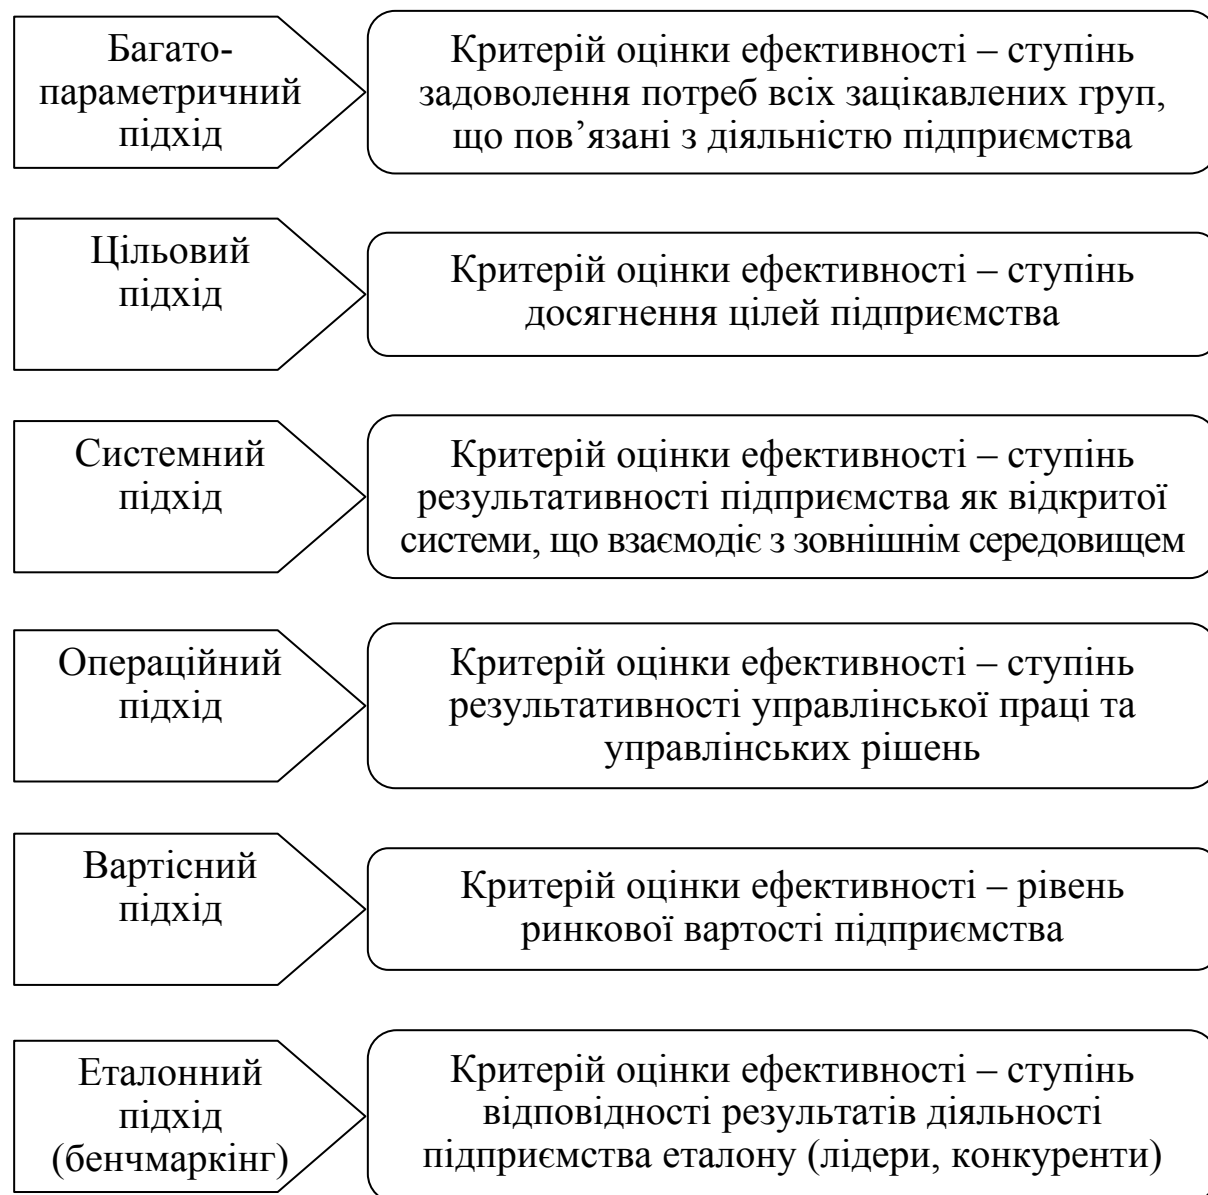 Багато-
параметричний
підхід
Критерій оцінки ефективності – ступінь
задоволення потреб всіх зацікавлених груп,
що пов’язані з діяльністю підприємства
Цільовий
підхід
Критерій оцінки ефективності – ступінь
досягнення цілей підприємства
Системний
підхід
Критерій оцінки ефективності – ступінь
результативності підприємства як відкритої
системи, що взаємодіє з зовнішнім середовищем
Операційний
підхід
Критерій оцінки ефективності – ступінь
результативності управлінської праці та
управлінських рішень
Вартісний
підхід
Критерій оцінки ефективності – рівень
ринкової вартості підприємства
Еталонний
підхід
(бенчмаркінг)
Критерій оцінки ефективності – ступінь
відповідності результатів діяльності
підприємства еталону (лідери, конкуренти)